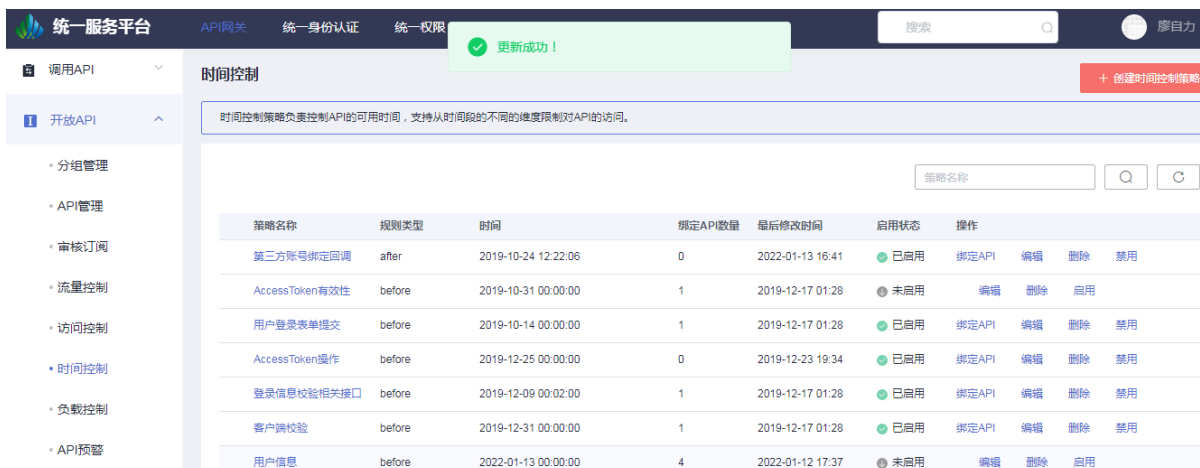 统一服务平台 API网关 统一身份认证 统一权限 搜索 廖自力
更新成功！
调用API
时间控制
+ 创建时间控制策略
开放API
时间控制策略负责控制API的可用时间，支持从时间段的不同的维度限制对API的访问。
分组管理
API管理
审核订阅
流量控制
访问控制
时间控制
负载控制
API预警
策略名称
策略名称 规则类型 时间 绑定API数量 最后修改时间 启用状态 操作
第三方账号绑定回调 after 2019-10-24 12:22:06 0 2022-01-13 16:41 已启用 绑定API 编辑 删除 禁用
AccessToken有效性 before 2019-10-31 00:00:00 1 2019-12-17 01:28 未启用 编辑 删除 启用
用户登录表单提交 before 2019-10-14 00:00:00 1 2019-12-17 01:28 已启用 绑定API 编辑 删除 禁用
AccessToken操作 before 2019-12-25 00:00:00 0 2019-12-23 19:34 已启用 绑定API 编辑 删除 禁用
登录信息校验相关接口 before 2019-12-09 00:02:00 1 2019-12-17 01:28 已启用 绑定API 编辑 删除 禁用
客户端校验 before 2019-12-31 00:00:00 1 2019-12-17 01:28 已启用 绑定API 编辑 删除 禁用
用户信息 before 2022-01-13 00:00:00 4 2022-01-12 17:37 未启用 编辑 删除 启用